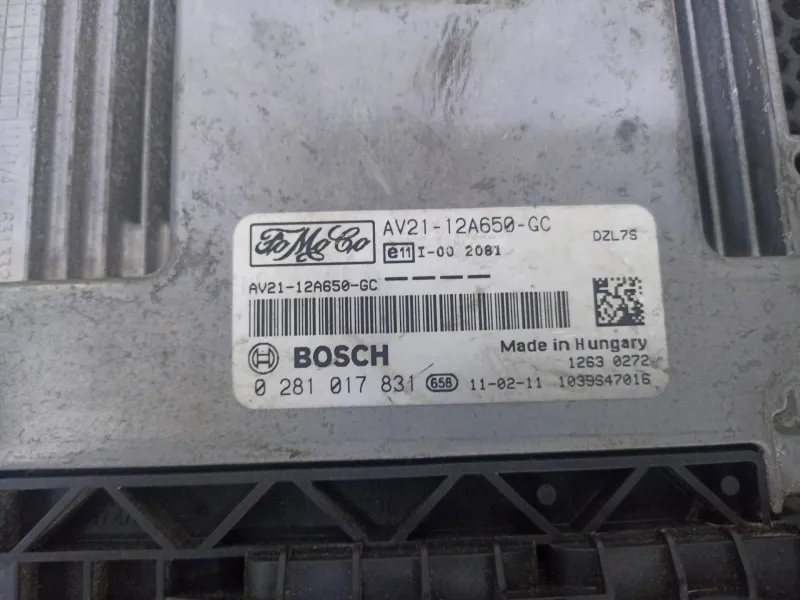 FoMoCo AV21-12A650-GC DZL7S
e11 I-00 2081
AV21-12A650-GC
BOSCH Made in Hungary
1263 0272
0 281 017 831 658 11-02-11 1039S47016